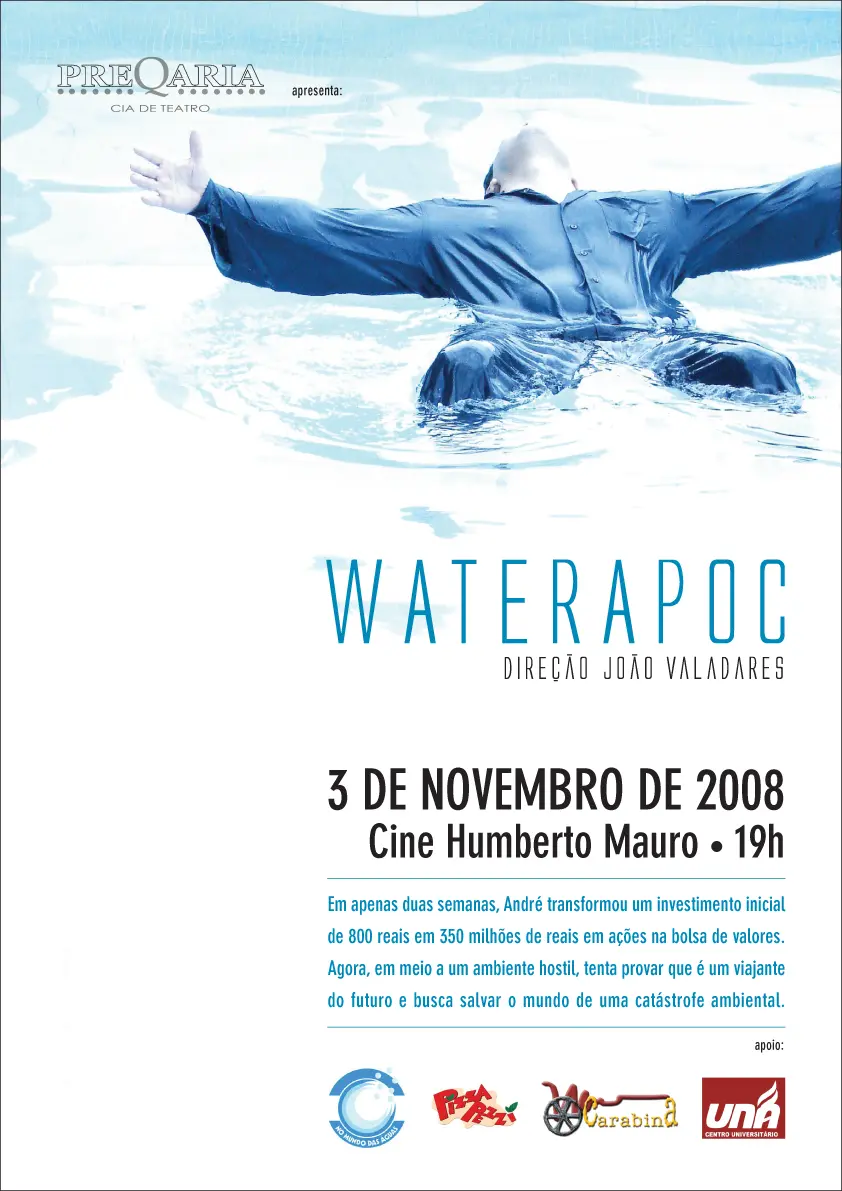 PREQARIA
CIA DE TEATRO
apresenta:
WATERAPOC
DIREÇÃO JOÃO VALADARES
3 DE NOVEMBRO DE 2008
Cine Humberto Mauro • 19h
Em apenas duas semanas, André transformou um investimento inicial
de 800 reais em 350 milhões de reais em ações na bolsa de valores.
Agora, em meio a um ambiente hostil, tenta provar que é um viajante
do futuro e busca salvar o mundo de uma catástrofe ambiental.
apoio:
NO MUNDO DAS ÁGUAS
PIZZA PEZZI
Carabina
UNA
CENTRO UNIVERSITÁRIO